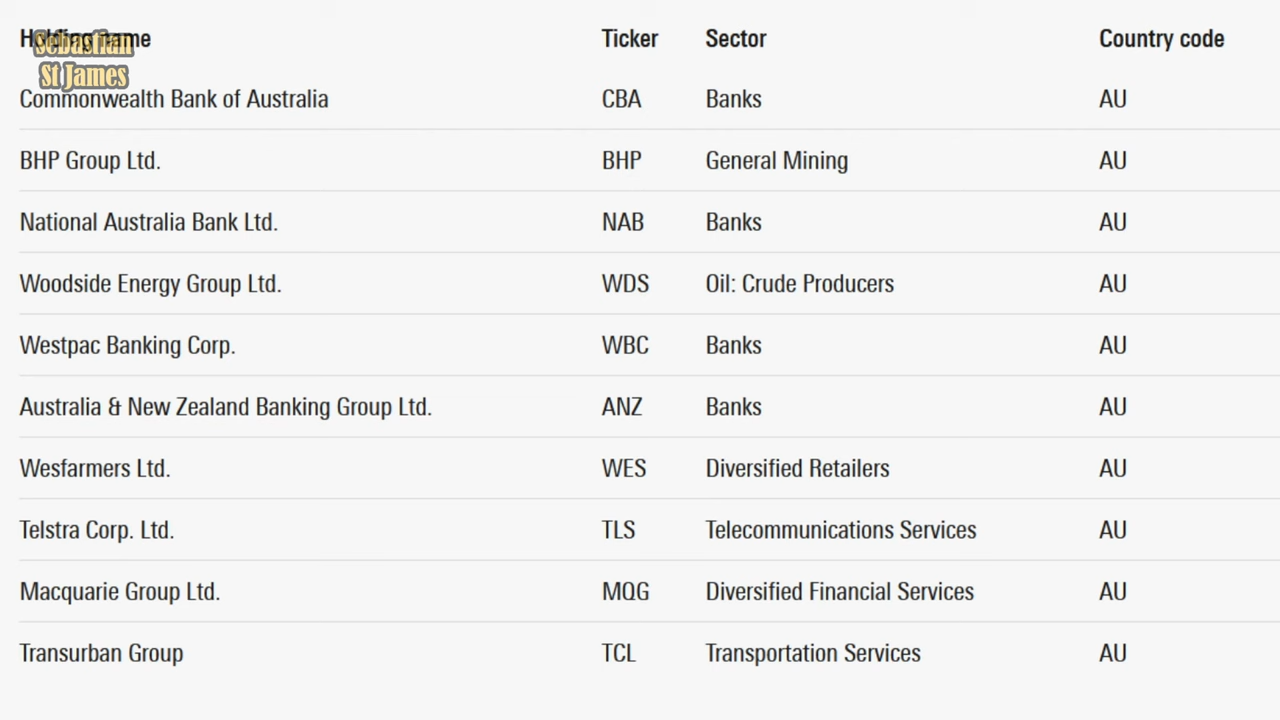 Holding name Ticker Sector Country code
Sebastian
St James
Commonwealth Bank of Australia CBA Banks AU
BHP Group Ltd. BHP General Mining AU
National Australia Bank Ltd. NAB Banks AU
Woodside Energy Group Ltd. WDS Oil: Crude Producers AU
Westpac Banking Corp. WBC Banks AU
Australia & New Zealand Banking Group Ltd. ANZ Banks AU
Wesfarmers Ltd. WES Diversified Retailers AU
Telstra Corp. Ltd. TLS Telecommunications Services AU
Macquarie Group Ltd. MQG Diversified Financial Services AU
Transurban Group TCL Transportation Services AU